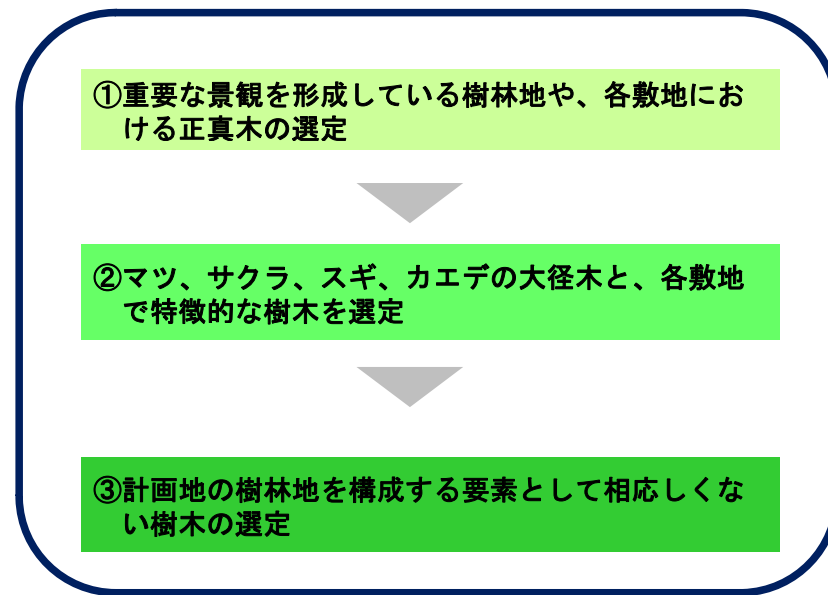 ①重要な景観を形成している樹林地や、各敷地にお
ける正真木の選定
②マツ、サクラ、スギ、カエデの大径木と、各敷地
で特徴的な樹木を選定
③計画地の樹林地を構成する要素として相応しくな
い樹木の選定